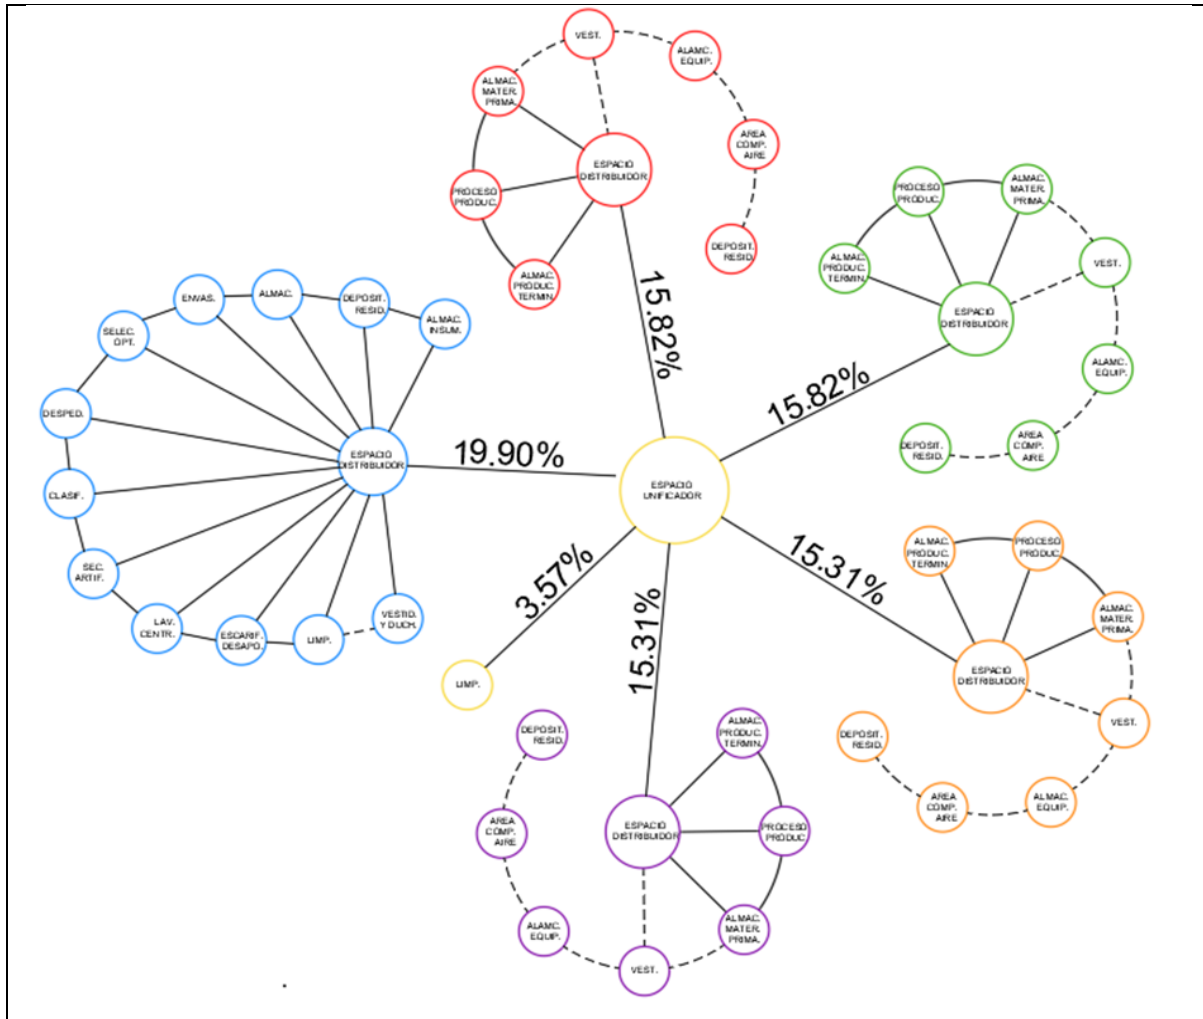 VEST.
ALAMC.
EQUIP.
ALMAC.
MATER.
PRIMA.
AREA
COMP.
AIRE
ESPACIO
DISTRIBUIDOR
PROCESO
PRODUC.
DEPOSIT.
RESID.
ALMAC.
PRODUC.
TERMIN.
15.82%
PROCESO
PRODUC.
ALMAC.
MATER.
PRIMA.
ALMAC.
PRODUC.
TERMIN.
VEST.
ESPACIO
DISTRIBUIDOR
ALAMC.
EQUIP.
AREA
COMP.
AIRE
DEPOSIT.
RESID.
15.82%
ENVAS.
ALMAC.
DEPOSIT.
RESID.
ALMAC.
INSUM.
SELEC.
OPT.
DESPED.
ESPACIO
DISTRIBUIDOR
CLASIF.
SEC.
ARTIF.
LAV.
CENTR.
ESCARIF.
DESAPO.
LIMP.
VESTID.
Y DUCH.
19.90%
ESPACIO
UNIFICADOR
3.57%
LIMP.
15.31%
15.31%
ALMAC.
PRODUC.
TERMIN.
PROCESO
PRODUC.
ALMAC.
MATER.
PRIMA.
ESPACIO
DISTRIBUIDOR
VEST.
DEPOSIT.
RESID.
AREA
COMP.
AIRE
ALMAC.
EQUIP.
DEPOSIT.
RESID.
ALMAC.
PRODUC.
TERMIN.
AREA
COMP.
AIRE
ESPACIO
DISTRIBUIDOR
PROCESO
PRODUC.
ALAMC.
EQUIP.
ALMAC.
MATER.
PRIMA.
VEST.